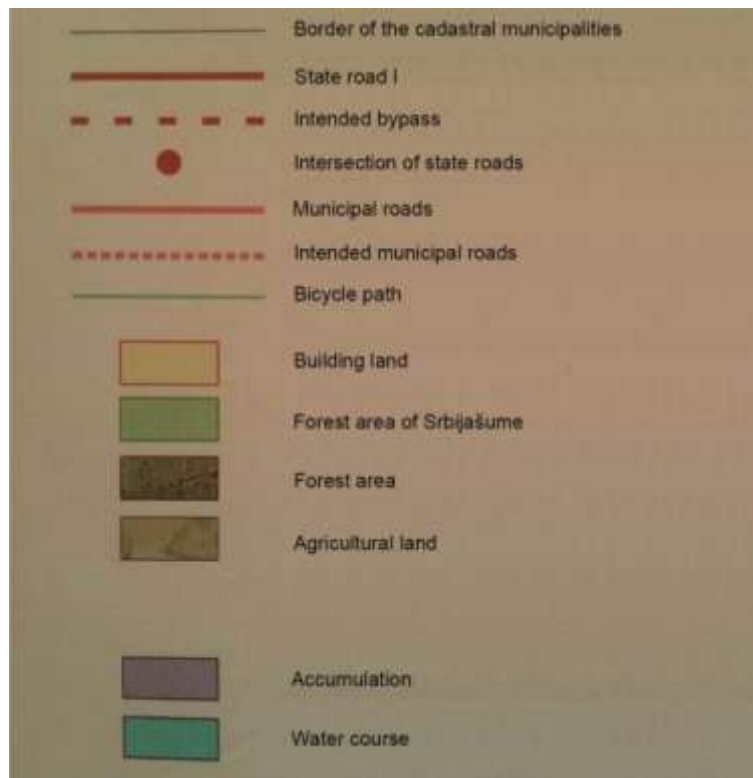 Border of the cadastral municipalities
State road I
Intended bypass
Intersection of state roads
Municipal roads
Intended municipal roads
Bicycle path
Building land
Forest area of Srbijašume
Forest area
Agricultural land
Accumulation
Water course